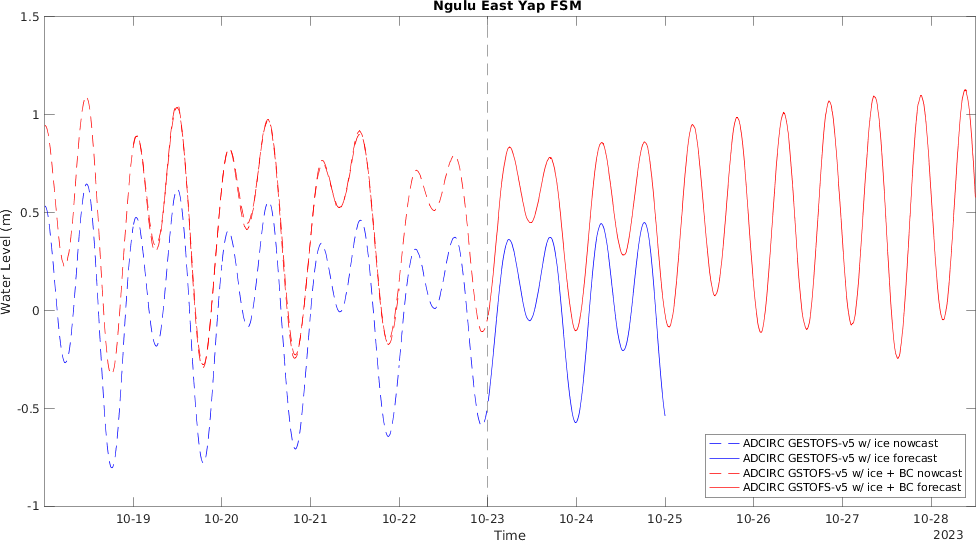 Ngulu East Yap FSM
1.5
1
0.5
0
-0.5
-1
Water Level (m)
ADCIRC GESTOFS-v5 w/ ice nowcast
ADCIRC GESTOFS-v5 w/ ice forecast
ADCIRC GSTOFS-v5 w/ ice + BC nowcast
ADCIRC GSTOFS-v5 w/ ice + BC forecast
10-19 10-20 10-21 10-22 10-23 10-24 10-25 10-26 10-27 10-28
Time
2023